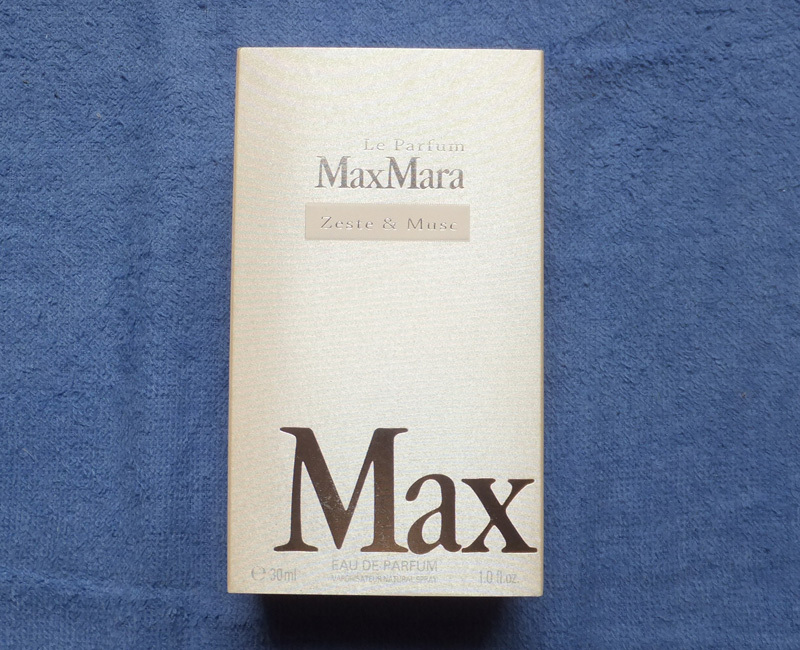 Le Parfum
MaxMara
Zeste & Musc
Max
EAU DE PARFUM
VAPORISATEUR NATURAL SPRAY
℮ 30ml
1.0 fl.oz.